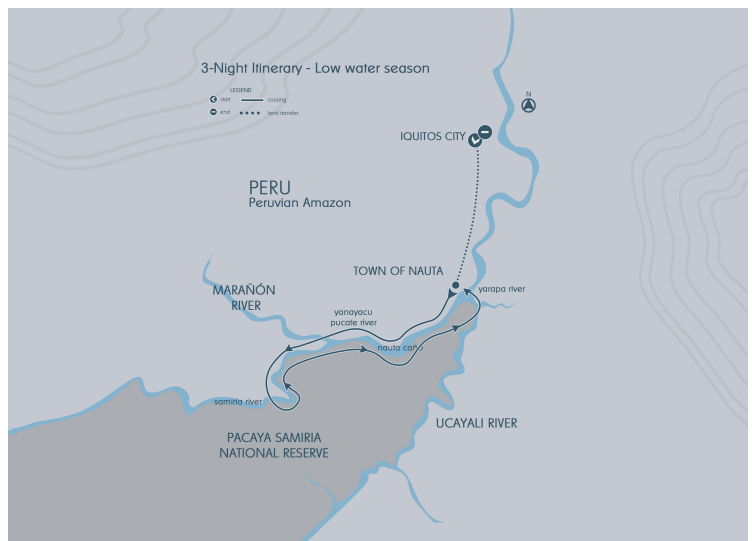 3-Night Itinerary - Low water season
LEGEND
start
cruising
end
land transfer
N
IQUITOS CITY
PERU
Peruvian Amazon
TOWN OF NAUTA
yarapa river
MARAÑÓN
RIVER
yanayacu
pucate river
nauta caño
samiria river
UCAYALI RIVER
PACAYA SAMIRIA
NATIONAL RESERVE